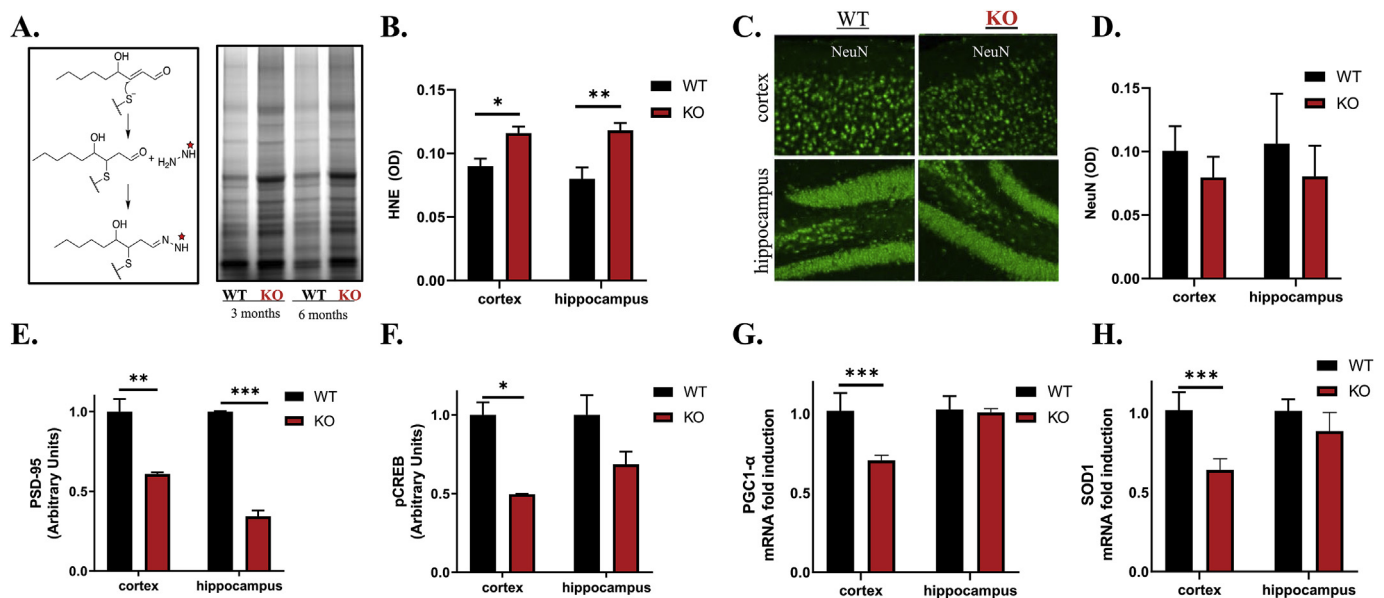 A.
OH
O
S⁻
OH
O
+ H₂N NH
S
OH
N NH
S
WT KO WT KO
3 months 6 months
B.
HNE (OD)
0.15
0.10
0.05
0.00
* **
WT
KO
cortex hippocampus
C.
WT KO
NeuN NeuN
cortex
hippocampus
D.
NeuN (OD)
0.15
0.10
0.05
0.00
WT
KO
cortex hippocampus
E.
PSD-95
(Arbitrary Units)
1.0
0.5
0.0
** ***
WT
KO
cortex hippocampus
F.
pCREB
(Arbitrary Units)
1.0
0.5
0.0
*
WT
KO
cortex hippocampus
G.
PGC1-α
mRNA fold induction
1.0
0.5
0.0
***
WT
KO
cortex hippocampus
H.
SOD1
mRNA fold induction
1.0
0.5
0.0
***
WT
KO
cortex hippocampus